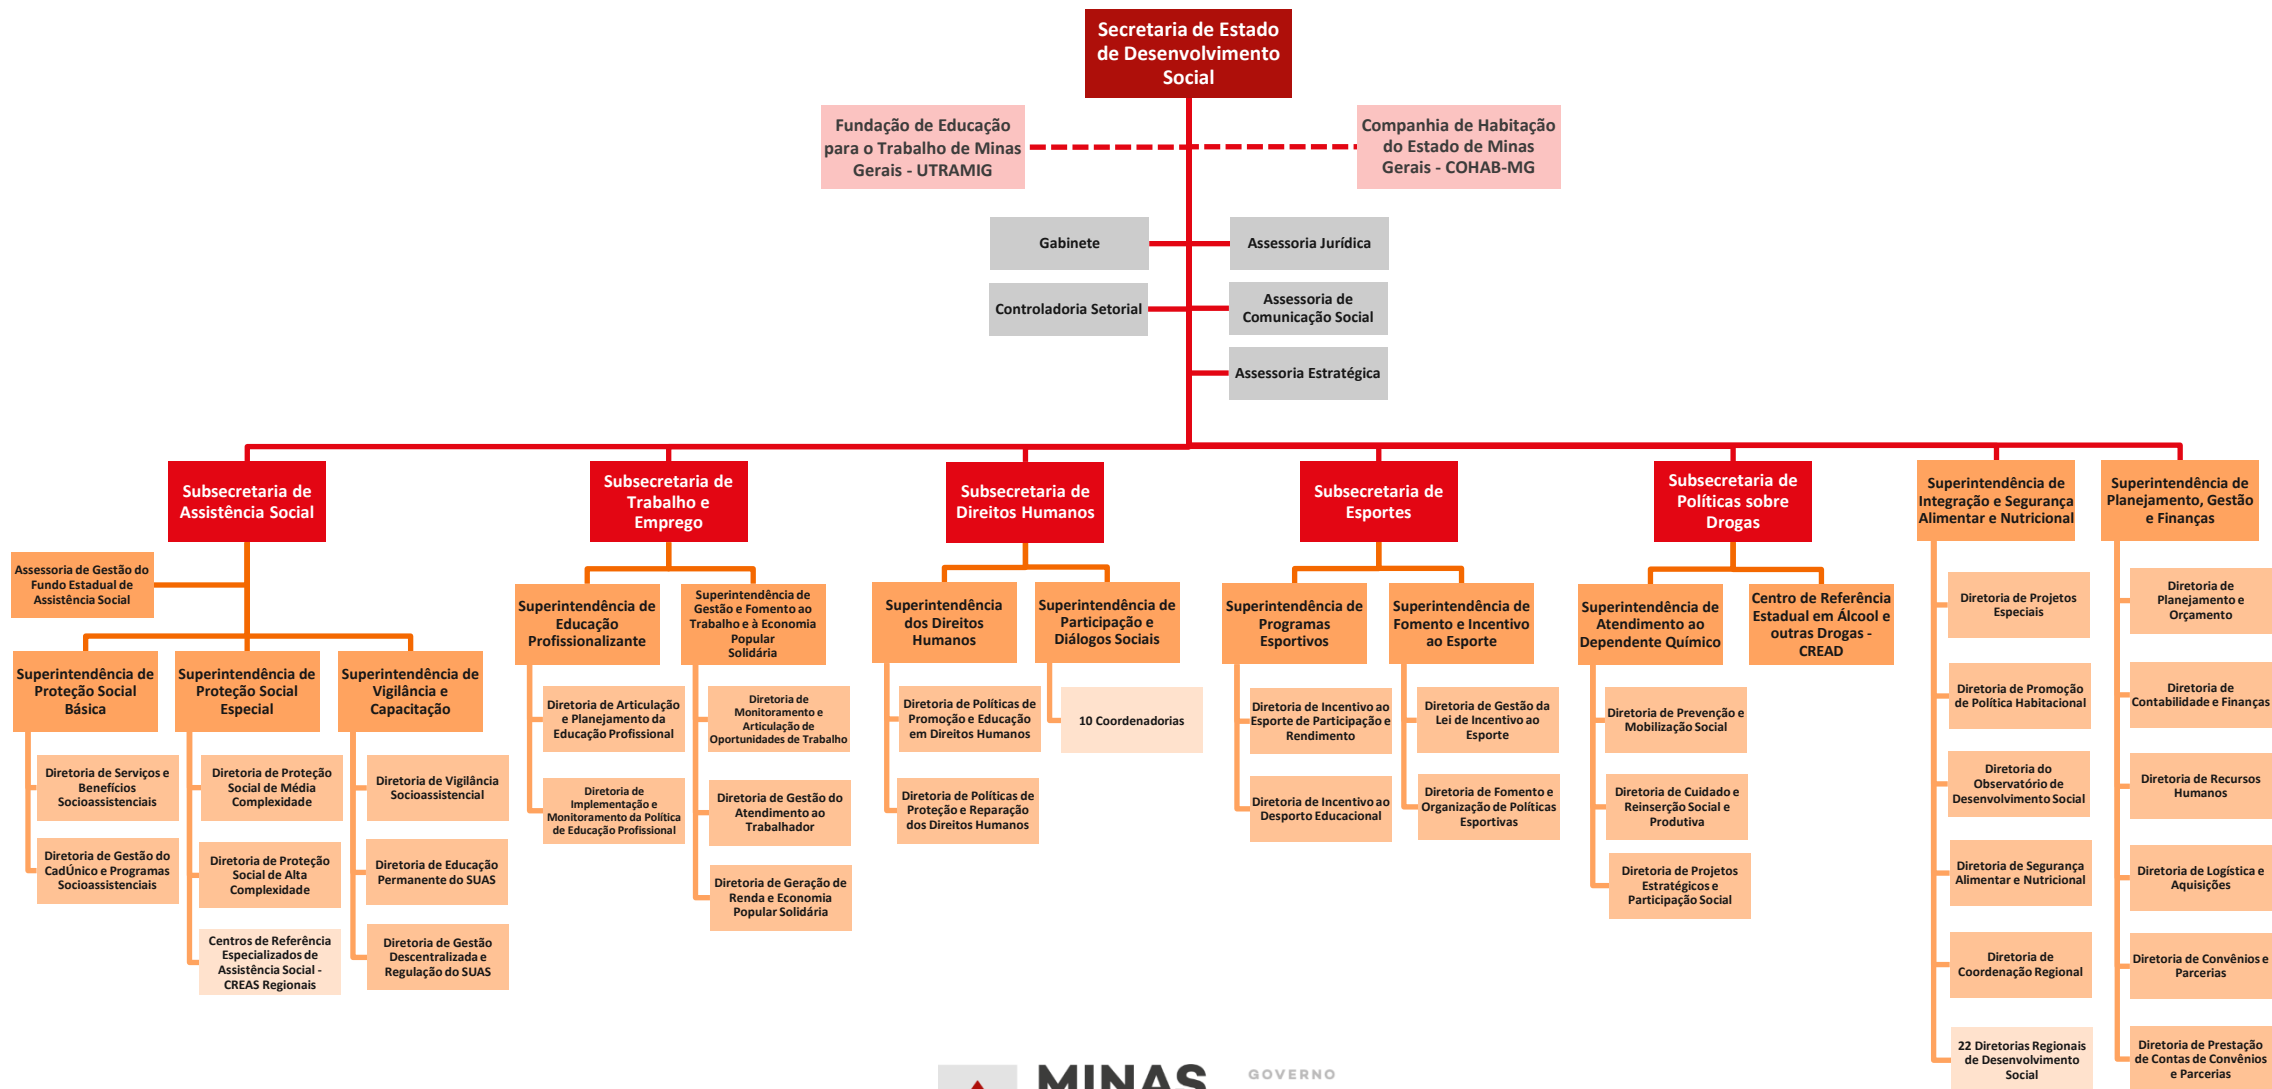 Secretaria de Estado
de Desenvolvimento
Social
Fundação de Educação
para o Trabalho de Minas
Gerais - UTRAMIG
Companhia de Habitação
do Estado de Minas
Gerais - COHAB-MG
Gabinete
Assessoria Jurídica
Controladoria Setorial
Assessoria de
Comunicação Social
Assessoria Estratégica
Subsecretaria de
Assistência Social
Subsecretaria de
Trabalho e
Emprego
Subsecretaria de
Direitos Humanos
Subsecretaria de
Esportes
Subsecretaria de
Políticas sobre
Drogas
Superintendência de
Integração e Segurança
Alimentar e Nutricional
Superintendência de
Planejamento, Gestão
e Finanças
Assessoria de Gestão do
Fundo Estadual de
Assistência Social
Superintendência de
Proteção Social
Básica
Diretoria de Serviços e
Benefícios
Socioassistenciais
Diretoria de Gestão do
CadÚnico e Programas
Socioassistenciais
Superintendência de
Proteção Social
Especial
Diretoria de Proteção
Social de Média
Complexidade
Diretoria de Proteção
Social de Alta
Complexidade
Centros de Referência
Especializados de
Assistência Social -
CREAS Regionais
Superintendência de
Vigilância e
Capacitação
Diretoria de Vigilância
Socioassistencial
Diretoria de Educação
Permanente do SUAS
Diretoria de Gestão
Descentralizada e
Regulação do SUAS
Superintendência de
Educação
Profissionalizante
Diretoria de Articulação
e Planejamento da
Educação Profissional
Diretoria de
Implementação e
Monitoramento da Política
de Educação Profissional
Superintendência de
Gestão e Fomento ao
Trabalho e à Economia
Popular
Solidária
Diretoria de
Monitoramento e
Articulação de
Oportunidades de Trabalho
Diretoria de Gestão do
Atendimento ao
Trabalhador
Diretoria de Geração de
Renda e Economia
Popular Solidária
Superintendência
dos Direitos
Humanos
Diretoria de Políticas de
Promoção e Educação
em Direitos Humanos
Diretoria de Políticas de
Proteção e Reparação
dos Direitos Humanos
Superintendência de
Participação e
Diálogos Sociais
10 Coordenadorias
Superintendência de
Programas
Esportivos
Diretoria de Incentivo ao
Esporte de Participação e
Rendimento
Diretoria de Incentivo ao
Desporto Educacional
Superintendência de
Fomento e Incentivo
ao Esporte
Diretoria de Gestão da
Lei de Incentivo ao
Esporte
Diretoria de Fomento e
Organização de Políticas
Esportivas
Superintendência de
Atendimento ao
Dependente Químico
Diretoria de Prevenção e
Mobilização Social
Diretoria de Cuidado e
Reinserção Social e
Produtiva
Diretoria de Projetos
Estratégicos e
Participação Social
Centro de Referência
Estadual em Álcool e
outras Drogas -
CREAD
Diretoria de Projetos
Especiais
Diretoria de Promoção
de Política Habitacional
Diretoria do
Observatório de
Desenvolvimento Social
Diretoria de Segurança
Alimentar e Nutricional
Diretoria de
Coordenação Regional
22 Diretorias Regionais
de Desenvolvimento
Social
Diretoria de
Planejamento e
Orçamento
Diretoria de
Contabilidade e Finanças
Diretoria de Recursos
Humanos
Diretoria de Logística e
Aquisições
Diretoria de Convênios e
Parcerias
Diretoria de Prestação
de Contas de Convênios
e Parcerias
MINAS
GOVERNO